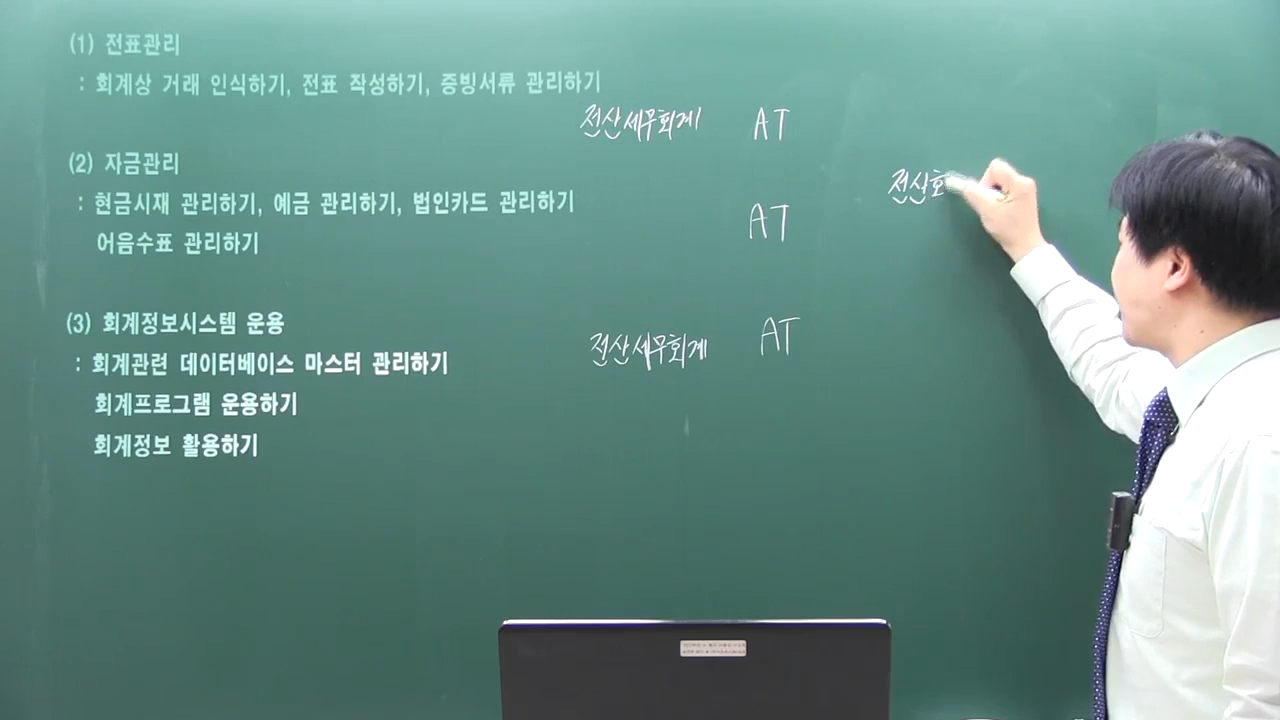 (1) 전표관리
: 회계상 거래 인식하기, 전표 작성하기, 증빙서류 관리하기
전산세무회계 AT
(2) 자금관리
전산회
: 현금시재 관리하기, 예금 관리하기, 법인카드 관리하기
AT
어음수표 관리하기
(3) 회계정보시스템 운용
전산세무회계 AT
: 회계관련 데이터베이스 마스터 관리하기
회계프로그램 운용하기
회계정보 활용하기